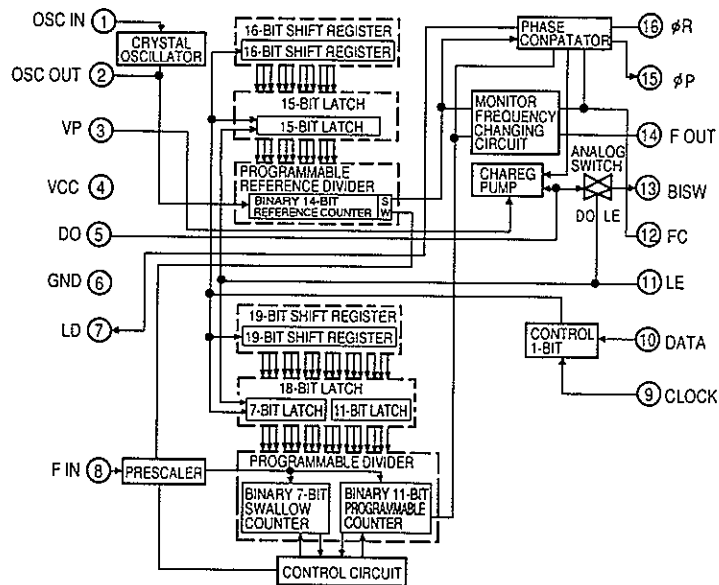 OSC IN 1
CRYSTAL
OSCILLATOR
OSC OUT 2
VP 3
VCC 4
DO 5
GND 6
LD 7
F IN 8
PRESCALER
16-BIT SHIFT REGISTER
16-BIT SHIFT REGISTER
15-BIT LATCH
15-BIT LATCH
PROGRAMMABLE
REFERENCE DIVIDER
BINARY 14-BIT
REFERENCE COUNTER
S
W
19-BIT SHIFT REGISTER
19-BIT SHIFT REGISTER
18-BIT LATCH
7-BIT LATCH
11-BIT LATCH
PROGRAMMABLE DIVIDER
BINARY 7-BIT
SWALLOW
COUNTER
BINARY 11-BIT
PROGRAMMABLE
COUNTER
CONTROL CIRCUIT
PHASE
CONPATATOR
MONITOR
FREQUENCY
CHANGING
CIRCUIT
CHAREG
PUMP
ANALOG
SWITCH
DO LE
CONTROL
1-BIT
16 øR
15 øP
14 F OUT
13 BISW
12 FC
11 LE
10 DATA
9 CLOCK